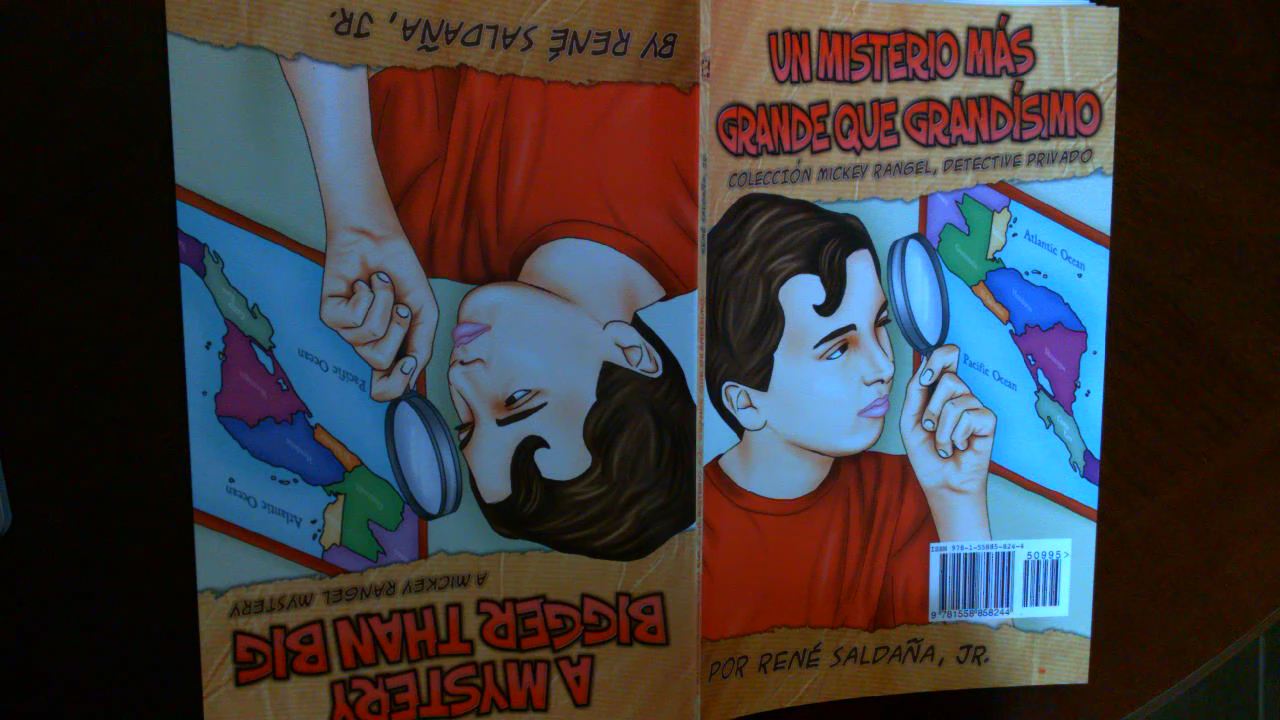 UN MISTERIO MÁS
GRANDE QUE GRANDÍSIMO
COLECCIÓN MICKEY RANGEL, DETECTIVE PRIVADO
Atlantic Ocean
Pacific Ocean
ISBN 978-1-55885-824-4
50995>
9 781558 858244
POR RENÉ SALDAÑA, JR.
A MYSTERY
BIGGER THAN BIG
A MICKEY RANGEL MYSTERY
Atlantic Ocean
Pacific Ocean
BY RENÉ SALDAÑA, JR.